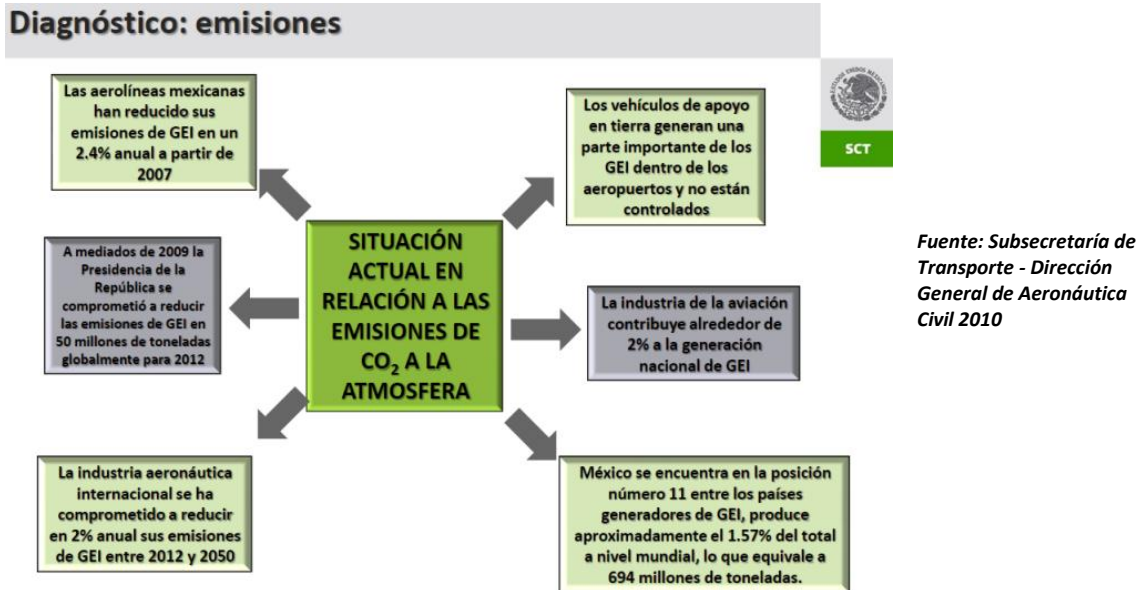 Diagnóstico: emisiones
Las aerolíneas mexicanas
han reducido sus
emisiones de GEI en un
2.4% anual a partir de
2007
Los vehículos de apoyo
en tierra generan una
parte importante de los
GEI dentro de los
aeropuertos y no están
controlados
ESTADOS UNIDOS MEXICANOS
SCT
A mediados de 2009 la
Presidencia de la
República se
comprometió a reducir
las emisiones de GEI en
50 millones de toneladas
globalmente para 2012
SITUACIÓN
ACTUAL EN
RELACIÓN A LAS
EMISIONES DE
CO₂ A LA
ATMOSFERA
La industria de la aviación
contribuye alrededor de
2% a la generación
nacional de GEI
Fuente: Subsecretaría de
Transporte - Dirección
General de Aeronáutica
Civil 2010
La industria aeronáutica
internacional se ha
comprometido a reducir
en 2% anual sus emisiones
de GEI entre 2012 y 2050
México se encuentra en la posición
número 11 entre los países
generadores de GEI, produce
aproximadamente el 1.57% del total
a nivel mundial, lo que equivale a
694 millones de toneladas.